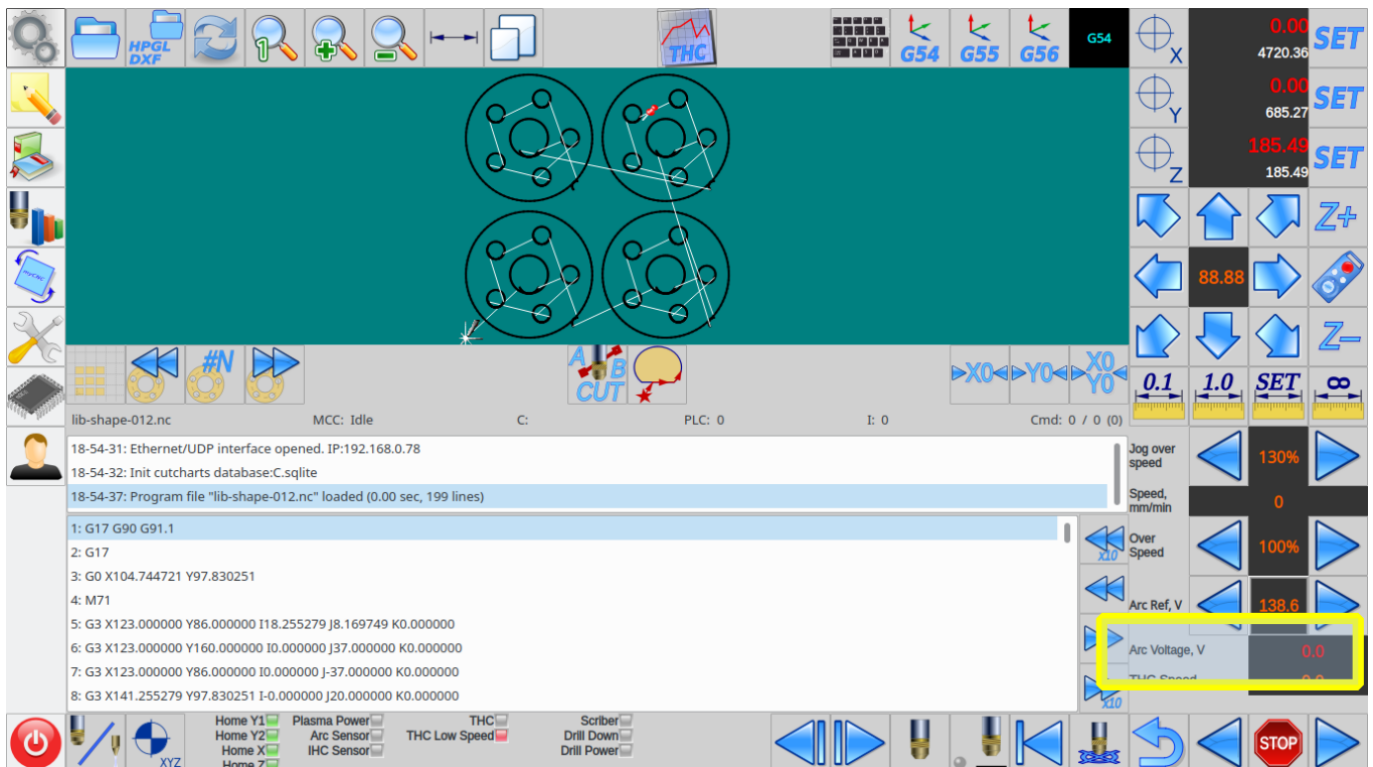 HPGL
DXF
1
THC
G54
G55
G56
G54
X
0.00
4720.36
SET
Y
0.00
685.27
SET
Z
185.49
185.49
SET
Z+
myCNC
88.88
Z-
#N
A
B
CUT
X0
Y0
X0
Y0
0.1
1.0
SET
∞
lib-shape-012.nc
MCC: Idle
C:
PLC: 0
I: 0
Cmd: 0 / 0 (0)
18-54-31: Ethernet/UDP interface opened. IP:192.168.0.78
18-54-32: Init cutcharts database:C.sqlite
18-54-37: Program file "lib-shape-012.nc" loaded (0.00 sec, 199 lines)
1: G17 G90 G91.1
2: G17
3: G0 X104.744721 Y97.830251
4: M71
5: G3 X123.000000 Y86.000000 I18.255279 J8.169749 K0.000000
6: G3 X123.000000 Y160.000000 I0.000000 J37.000000 K0.000000
7: G3 X123.000000 Y86.000000 I0.000000 J-37.000000 K0.000000
8: G3 X141.255279 Y97.830251 I-0.000000 J20.000000 K0.000000
x10
x10
Jog over
speed
130%
Speed,
mm/min
0
Over
Speed
100%
Arc Ref, V
138.6
Arc Voltage, V
0.0
THC Speed
0.0
XYZ
Home Y1
Home Y2
Home X
Home Z
Plasma Power
Arc Sensor
IHC Sensor
THC
THC Low Speed
Scriber
Drill Down
Drill Power
STOP